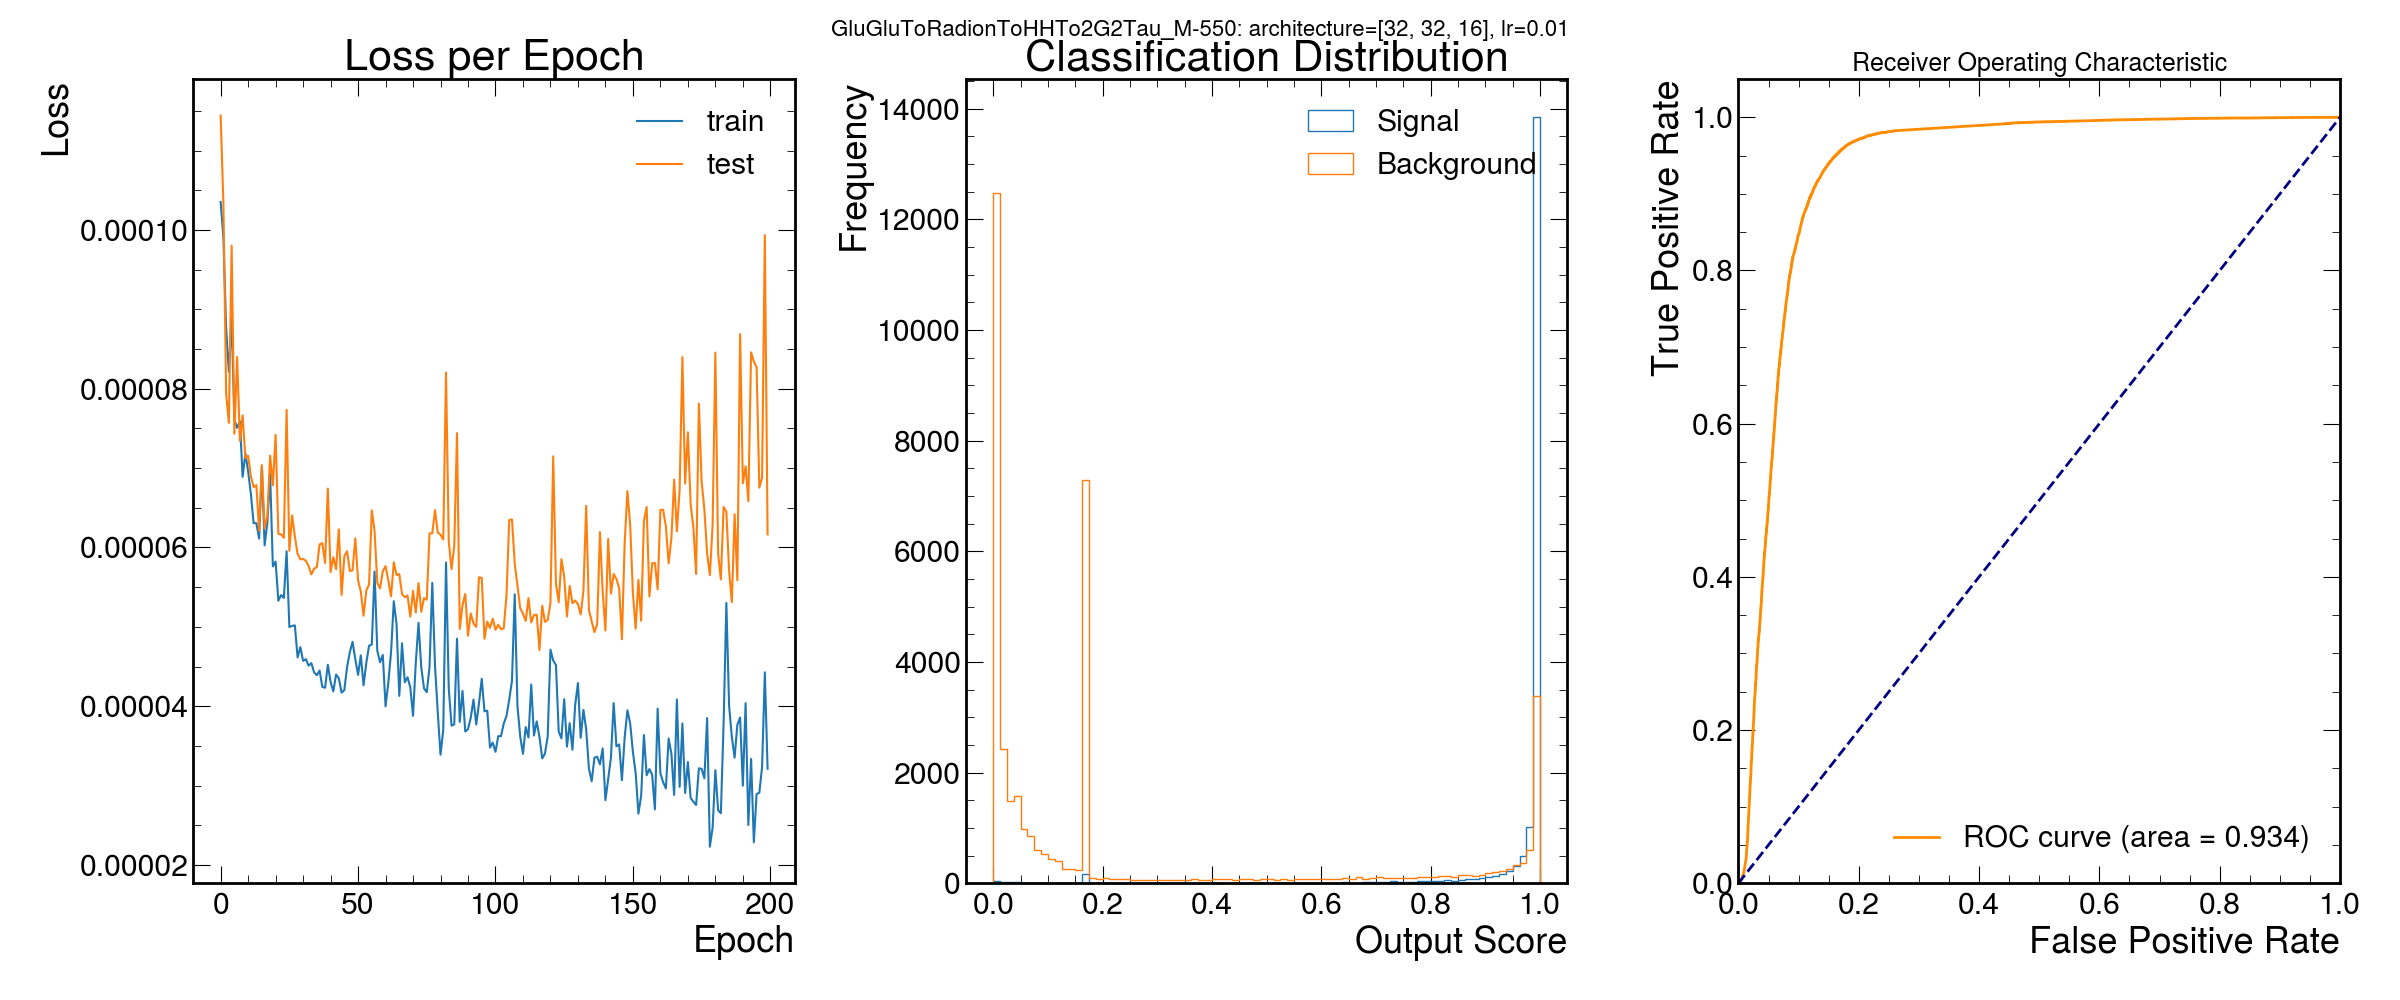 GluGluToRadionToHHTo2G2Tau_M-550: architecture=[32, 32, 16], lr=0.01
Loss per Epoch
Loss
train
test
0.00010
0.00008
0.00006
0.00004
0.00002
0 50 100 150 200
Epoch
Classification Distribution
Frequency
Signal
Background
14000
12000
10000
8000
6000
4000
2000
0
0.0 0.2 0.4 0.6 0.8 1.0
Output Score
Receiver Operating Characteristic
True Positive Rate
1.0
0.8
0.6
0.4
0.2
0.0
ROC curve (area = 0.934)
0.0 0.2 0.4 0.6 0.8 1.0
False Positive Rate